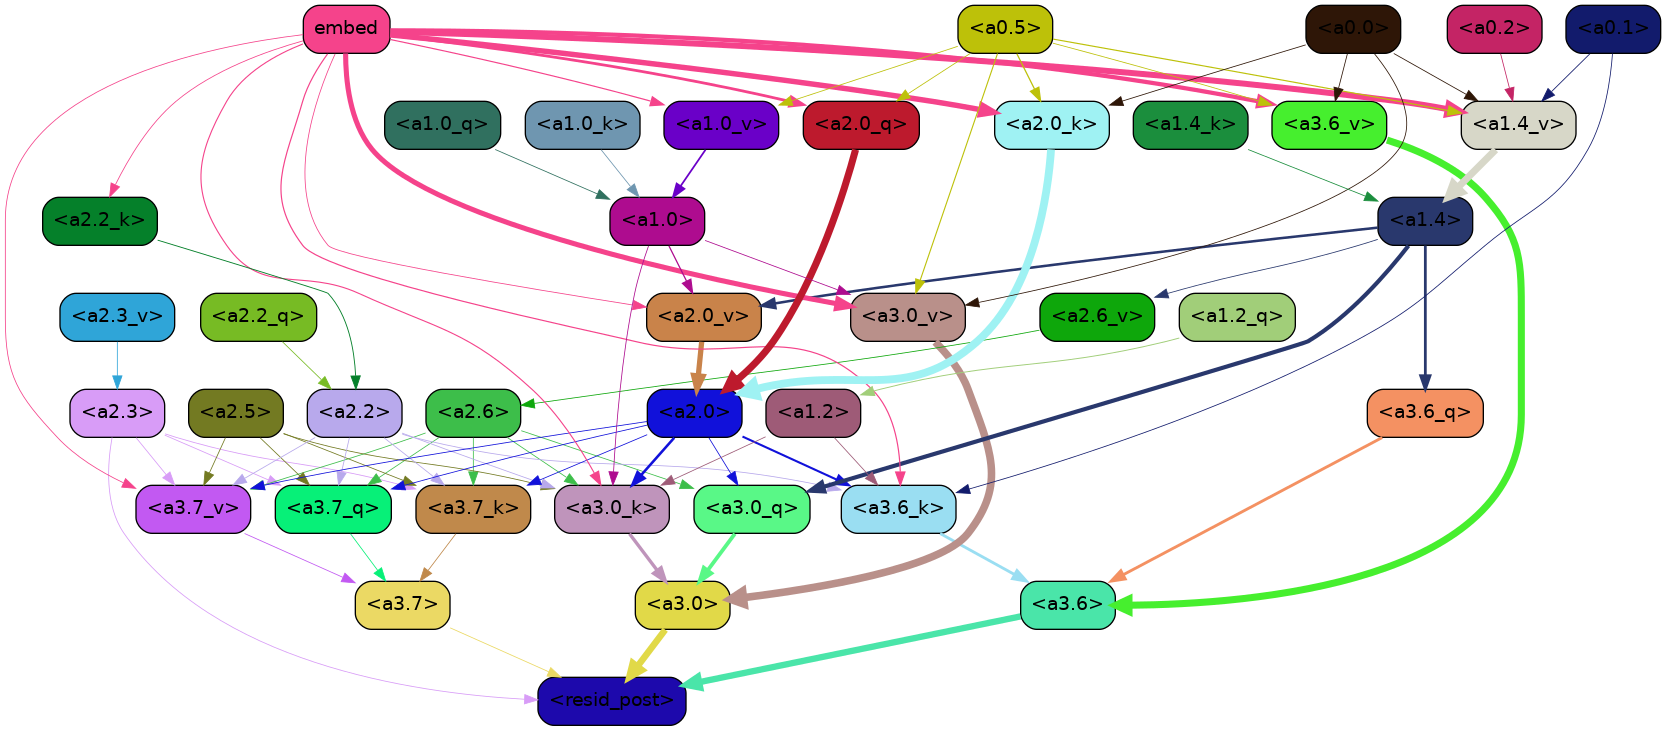 embed <a0.5> <a0.0> <a0.2> <a0.1>
<a1.0_q> <a1.0_k> <a1.0_v> <a2.0_q> <a2.0_k> <a1.4_k> <a3.6_v> <a1.4_v>
<a2.2_k> <a1.0> <a1.4>
<a2.3_v> <a2.2_q> <a2.0_v> <a3.0_v> <a2.6_v> <a1.2_q>
<a2.3> <a2.5> <a2.2> <a2.6> <a2.0> <a1.2> <a3.6_q>
<a3.7_v> <a3.7_q> <a3.7_k> <a3.0_k> <a3.0_q> <a3.6_k>
<a3.7> <a3.0> <a3.6>
<resid_post>